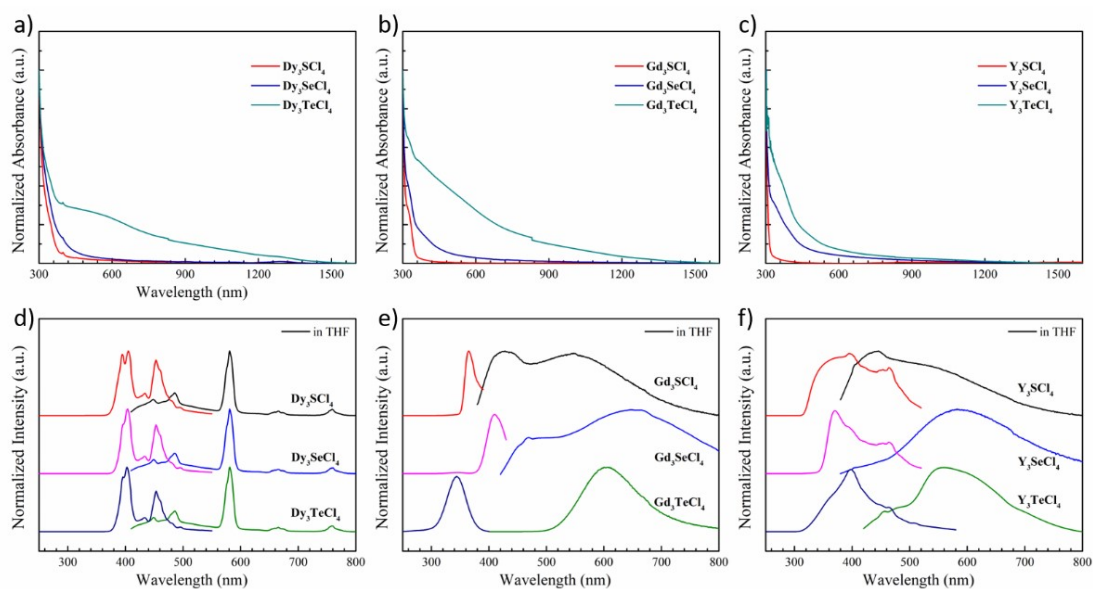 a)
Normalized Absorbance (a.u.)
Dy₃SCl₄
Dy₃SeCl₄
Dy₃TeCl₄
300 600 900 1200 1500
Wavelength (nm)
b)
Normalized Absorbance (a.u.)
Gd₃SCl₄
Gd₃SeCl₄
Gd₃TeCl₄
300 600 900 1200 1500
c)
Normalized Absorbance (a.u.)
Y₃SCl₄
Y₃SeCl₄
Y₃TeCl₄
300 600 900 1200 1500
d)
Normalized Intensity (a.u.)
in THF
Dy₃SCl₄
Dy₃SeCl₄
Dy₃TeCl₄
300 400 500 600 700 800
Wavelength (nm)
e)
Normalized Intensity (a.u.)
in THF
Gd₃SCl₄
Gd₃SeCl₄
Gd₃TeCl₄
300 400 500 600 700 800
Wavelength (nm)
f)
Normalized Intensity (a.u.)
in THF
Y₃SCl₄
Y₃SeCl₄
Y₃TeCl₄
300 400 500 600 700 800
Wavelength (nm)